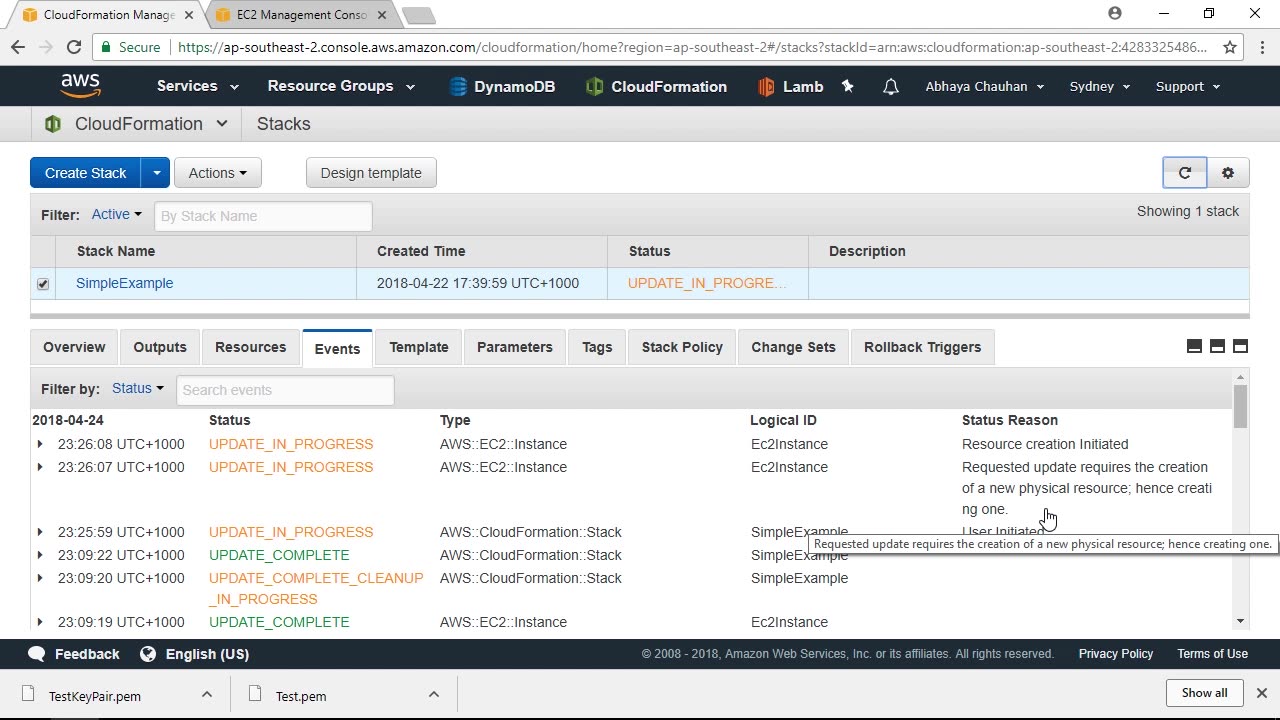 CloudFormation Manage
EC2 Management Conso
Secure https://ap-southeast-2.console.aws.amazon.com/cloudformation/home?region=ap-southeast-2#/stacks?stackId=arn:aws:cloudformation:ap-southeast-2:4283325486...
aws Services Resource Groups DynamoDB CloudFormation Lamb Abhaya Chauhan Sydney Support
CloudFormation Stacks
Create Stack Actions Design template
Filter: Active By Stack Name Showing 1 stack
Stack Name Created Time Status Description
SimpleExample 2018-04-22 17:39:59 UTC+1000 UPDATE_IN_PROGRE...
Overview Outputs Resources Events Template Parameters Tags Stack Policy Change Sets Rollback Triggers
Filter by: Status Search events
2018-04-24 Status Type Logical ID Status Reason
23:26:08 UTC+1000 UPDATE_IN_PROGRESS AWS::EC2::Instance Ec2Instance Resource creation Initiated
23:26:07 UTC+1000 UPDATE_IN_PROGRESS AWS::EC2::Instance Ec2Instance Requested update requires the creation
of a new physical resource; hence creati
ng one.
23:25:59 UTC+1000 UPDATE_IN_PROGRESS AWS::CloudFormation::Stack SimpleExample User Initiated
Requested update requires the creation of a new physical resource; hence creating one.
23:09:22 UTC+1000 UPDATE_COMPLETE AWS::CloudFormation::Stack SimpleExample
23:09:20 UTC+1000 UPDATE_COMPLETE_CLEANUP AWS::CloudFormation::Stack SimpleExample
_IN_PROGRESS
23:09:19 UTC+1000 UPDATE_COMPLETE AWS::EC2::Instance Ec2Instance
Feedback English (US) © 2008 - 2018, Amazon Web Services, Inc. or its affiliates. All rights reserved. Privacy Policy Terms of Use
TestKeyPair.pem Test.pem Show all